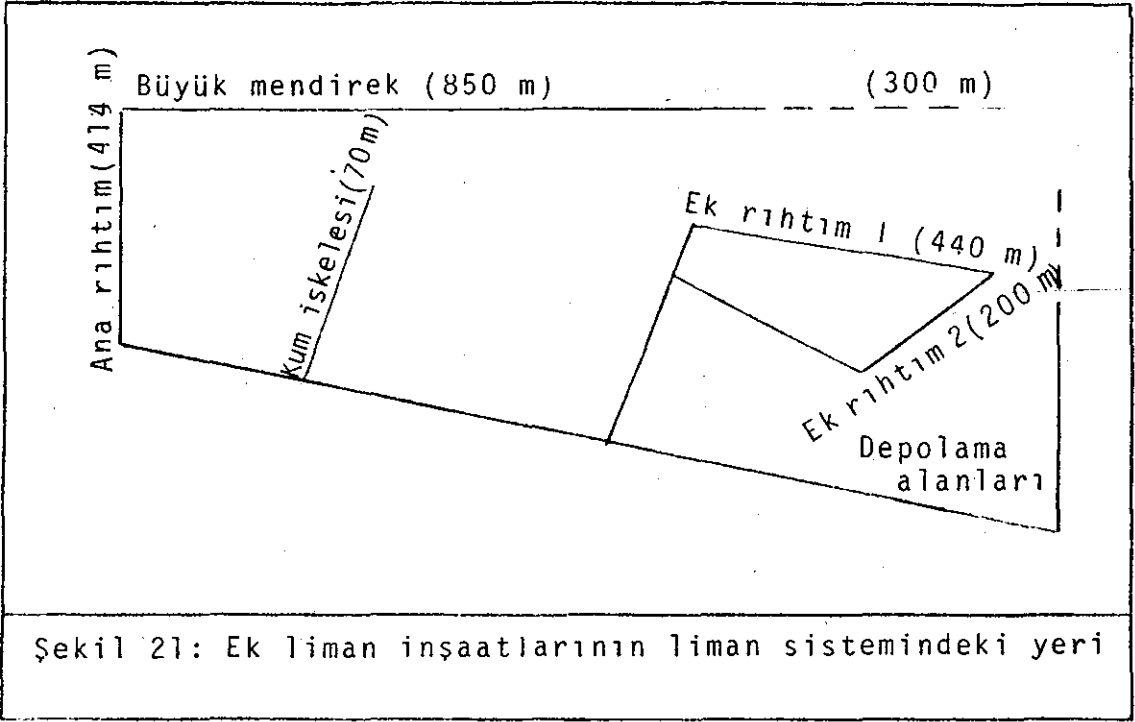 Büyük mendirek (850 m)
(300 m)
Ana rıhtım(414 m)
Kum iskelesi(70m)
Ek rıhtım 1 (440 m)
Ek rıhtım 2(200 m)
Depolama
alanları
Şekil 21: Ek liman inşaatlarının liman sistemindeki yeri